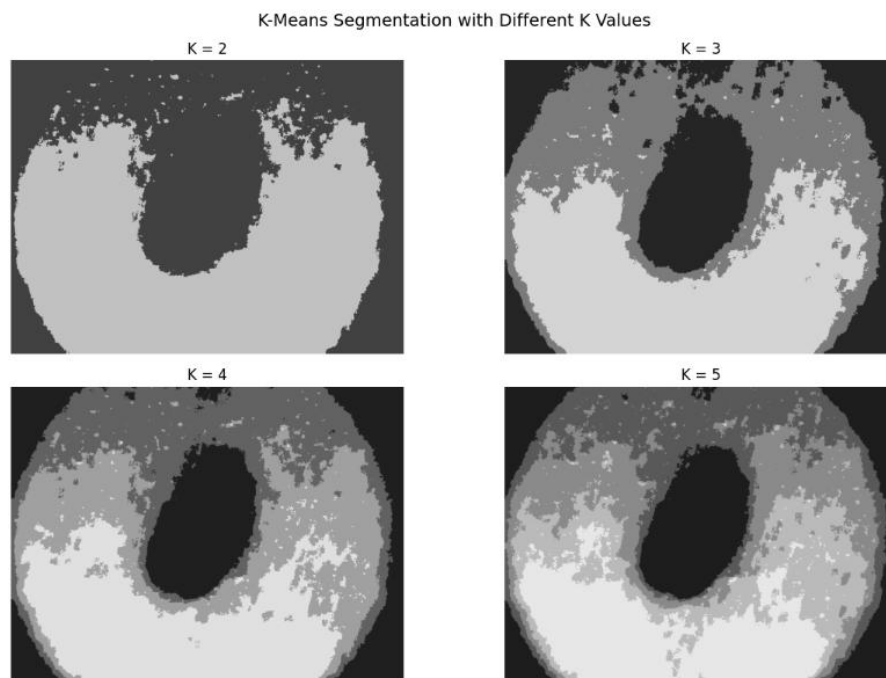 K-Means Segmentation with Different K Values
K = 2
K = 3
K = 4
K = 5